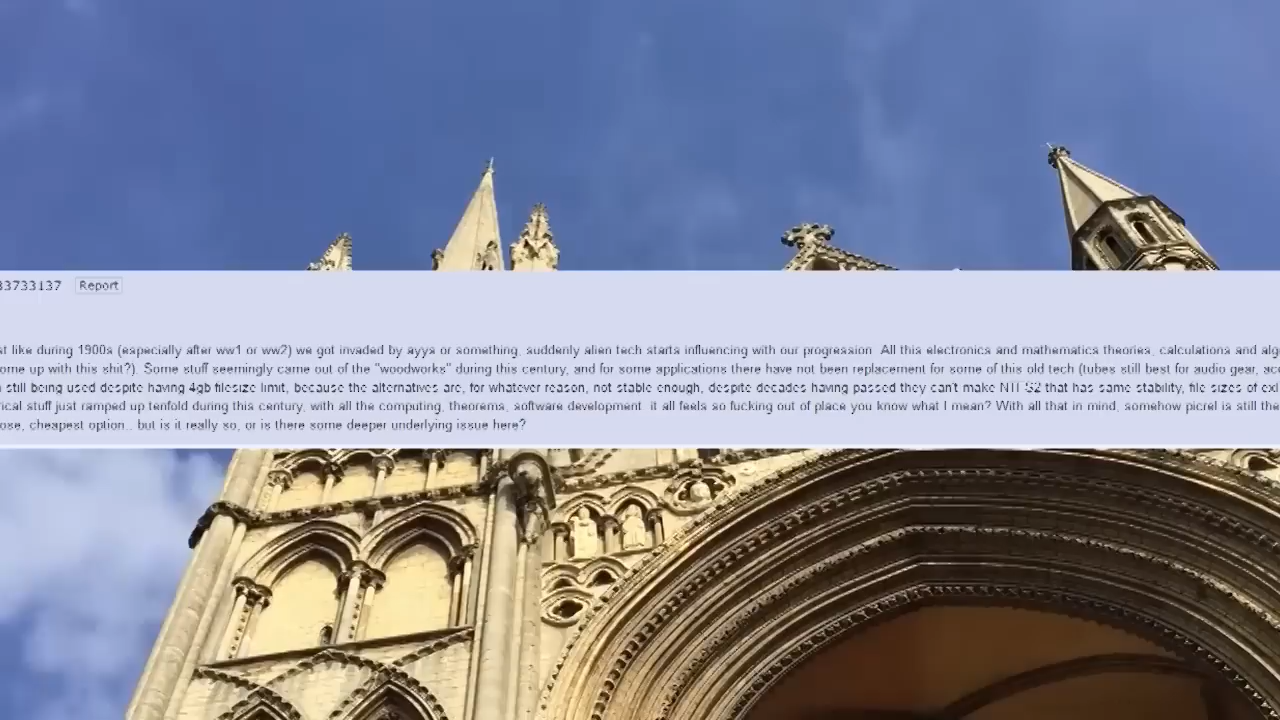 33733137 Report
st like during 1900s (especially after ww1 or ww2) we got invaded by ayys or something, suddenly alien tech starts influencing with our progression. All this electronics and mathematics theories, calculations and alg
ome up with this shit?). Some stuff seemingly came out of the "woodworks" during this century, and for some applications there have not been replacement for some of this old tech (tubes still best for audio gear,
still being used despite having 4gb filesize limit, because the alternatives are, for whatever reason, not stable enough, despite decades having passed they can't make that has same stability, file sizes of
ical stuff just ramped up tenfold during this century, with all the computing, theorems, software development. it all feels so fucking out of place you know what I mean? With all that in mind, somehow picrel is still the
ose, cheapest option.. but is it really so, or is there some deeper underlying issue here?